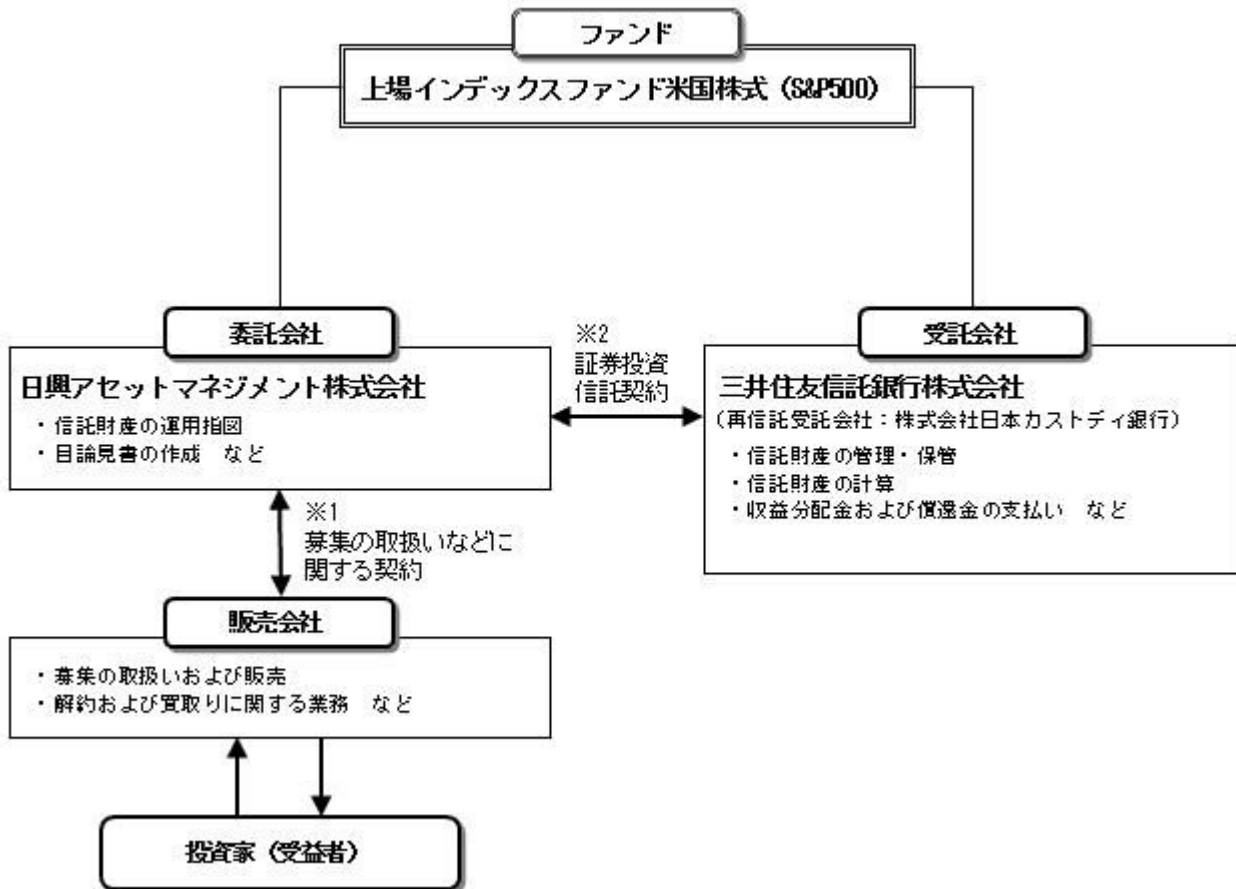 ファンド
上場インデックスファンド米国株式（S&P500）
委託会社
日興アセットマネジメント株式会社
・信託財産の運用指図
・目論見書の作成　など
※2
証券投資
信託契約
受託会社
三井住友信託銀行株式会社
（再信託受託会社：株式会社日本カストディ銀行）
・信託財産の管理・保管
・信託財産の計算
・収益分配金および償還金の支払い　など
※1
募集の取扱いなどに
関する契約
販売会社
・募集の取扱いおよび販売
・解約および買取りに関する業務　など
投資家（受益者）